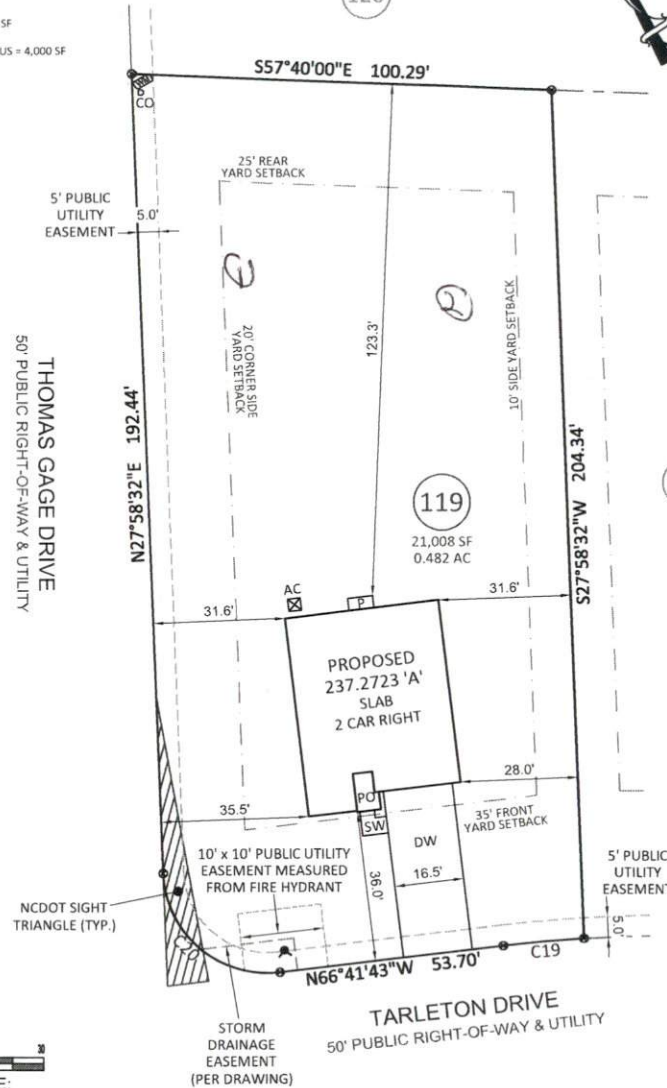 SF
US = 4,000 SF
S57°40'00"E 100.29'
CO
25' REAR
YARD SETBACK
5' PUBLIC
UTILITY
EASEMENT
5.0'
20' CORNER SIDE
YARD SETBACK
123.3'
10' SIDE YARD SETBACK
THOMAS GAGE DRIVE
50' PUBLIC RIGHT-OF-WAY & UTILITY
N27°58'32"E 192.44'
S27°58'32"W 204.34'
119
21,008 SF
0.482 AC
AC
P
31.6'
31.6'
PROPOSED
237.2723 'A'
SLAB
2 CAR RIGHT
28.0'
35.5'
PO
SW
DW
35' FRONT
YARD SETBACK
10' x 10' PUBLIC UTILITY
EASEMENT MEASURED
FROM FIRE HYDRANT
36.0'
16.5'
5' PUBLIC
UTILITY
EASEMENT
5.0'
NCDOT SIGHT
TRIANGLE (TYP.)
N66°41'43"W 53.70'
C19
TARLETON DRIVE
50' PUBLIC RIGHT-OF-WAY & UTILITY
STORM
DRAINAGE
EASEMENT
(PER DRAWING)
30